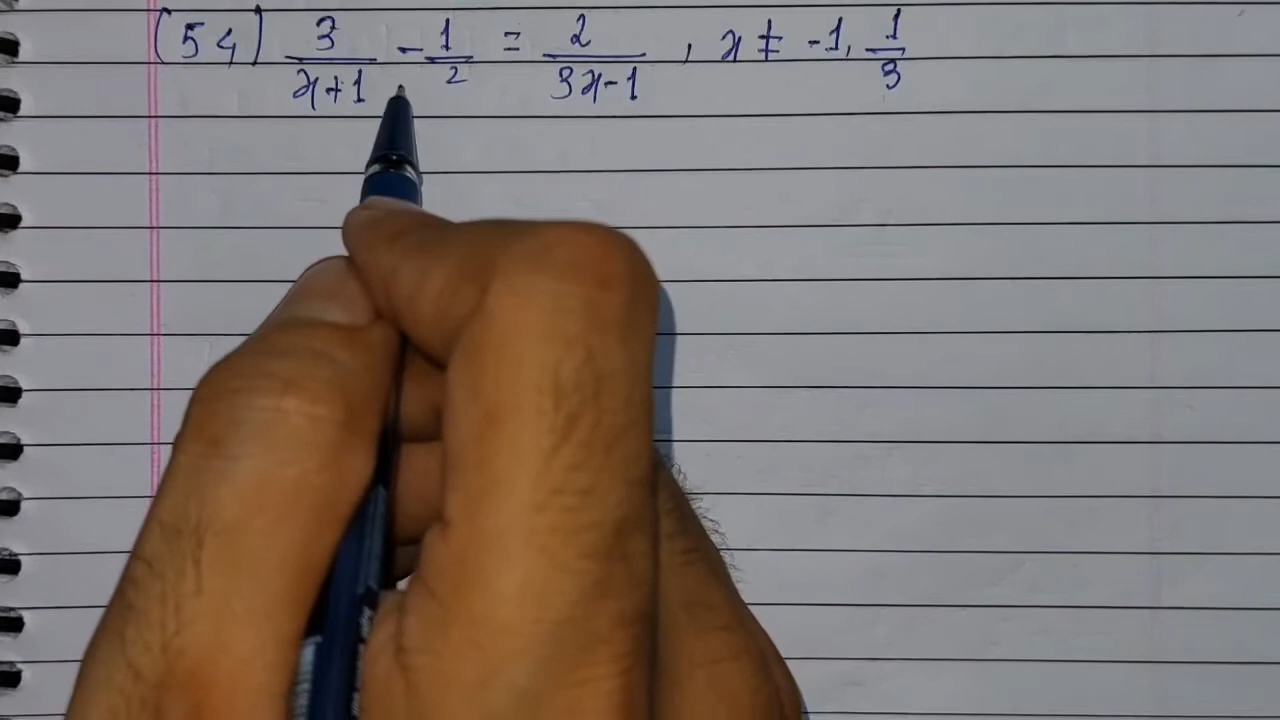 (54) 3/(x+1) - 1/2 = 2/(3x-1) , x ≠ -1, 1/3